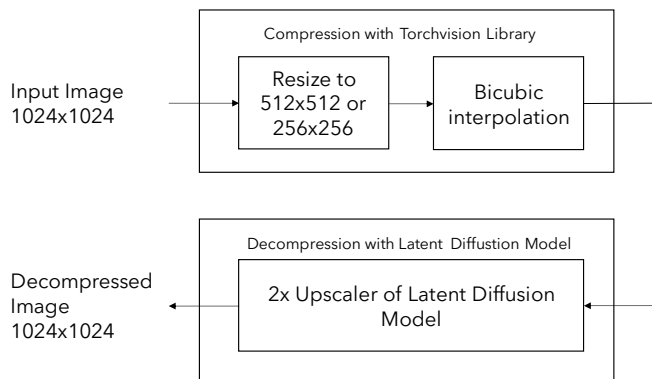 Compression with Torchvision Library
Input Image
1024x1024
Resize to
512x512 or
256x256
Bicubic
interpolation
Decompression with Latent Diffustion Model
Decompressed
Image
1024x1024
2x Upscaler of Latent Diffusion
Model